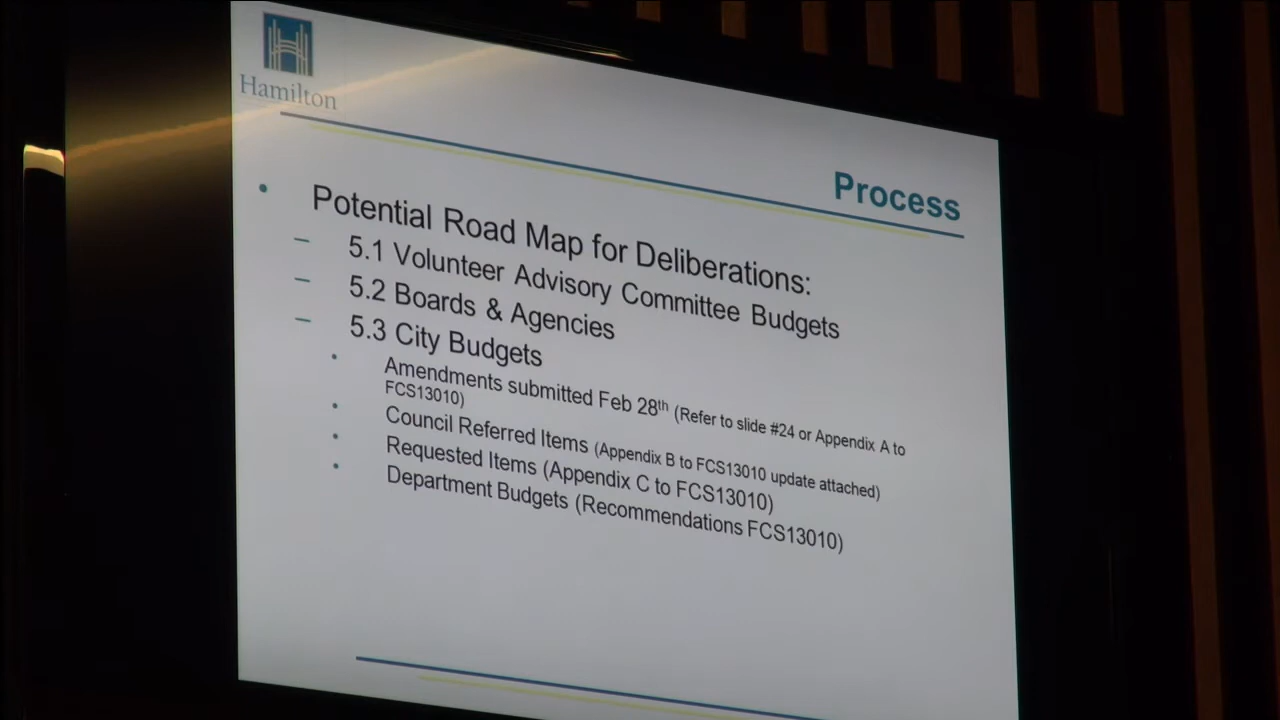 Hamilton
Process
• Potential Road Map for Deliberations:
– 5.1 Volunteer Advisory Committee Budgets
– 5.2 Boards & Agencies
– 5.3 City Budgets
• Amendments submitted Feb 28th (Refer to slide #24 or Appendix A to
FCS13010)
• Council Referred Items (Appendix B to FCS13010 update attached)
• Requested Items (Appendix C to FCS13010)
• Department Budgets (Recommendations FCS13010)